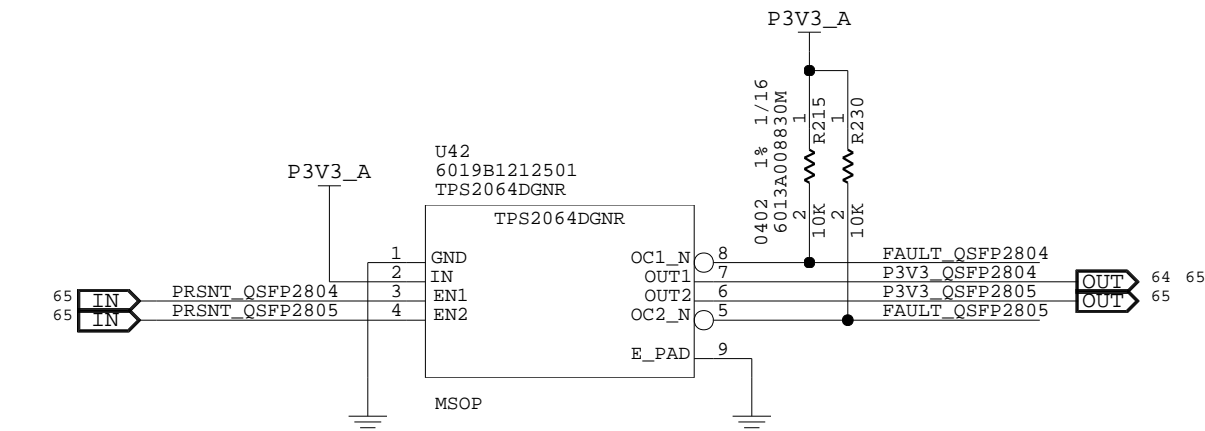 P3V3_A
0402 1% 1/16
6013A008830M
1 R215
1 R230
2 10K
2 10K
U42
6019B1212501
TPS2064DGNR
P3V3_A
TPS2064DGNR
1 GND OC1_N 8 FAULT_QSFP2804
2 IN OUT1 7 P3V3_QSFP2804 OUT 64 65
65 IN PRSNT_QSFP2804 3 EN1 OUT2 6 P3V3_QSFP2805 OUT 65
65 IN PRSNT_QSFP2805 4 EN2 OC2_N 5 FAULT_QSFP2805
E_PAD 9
MSOP